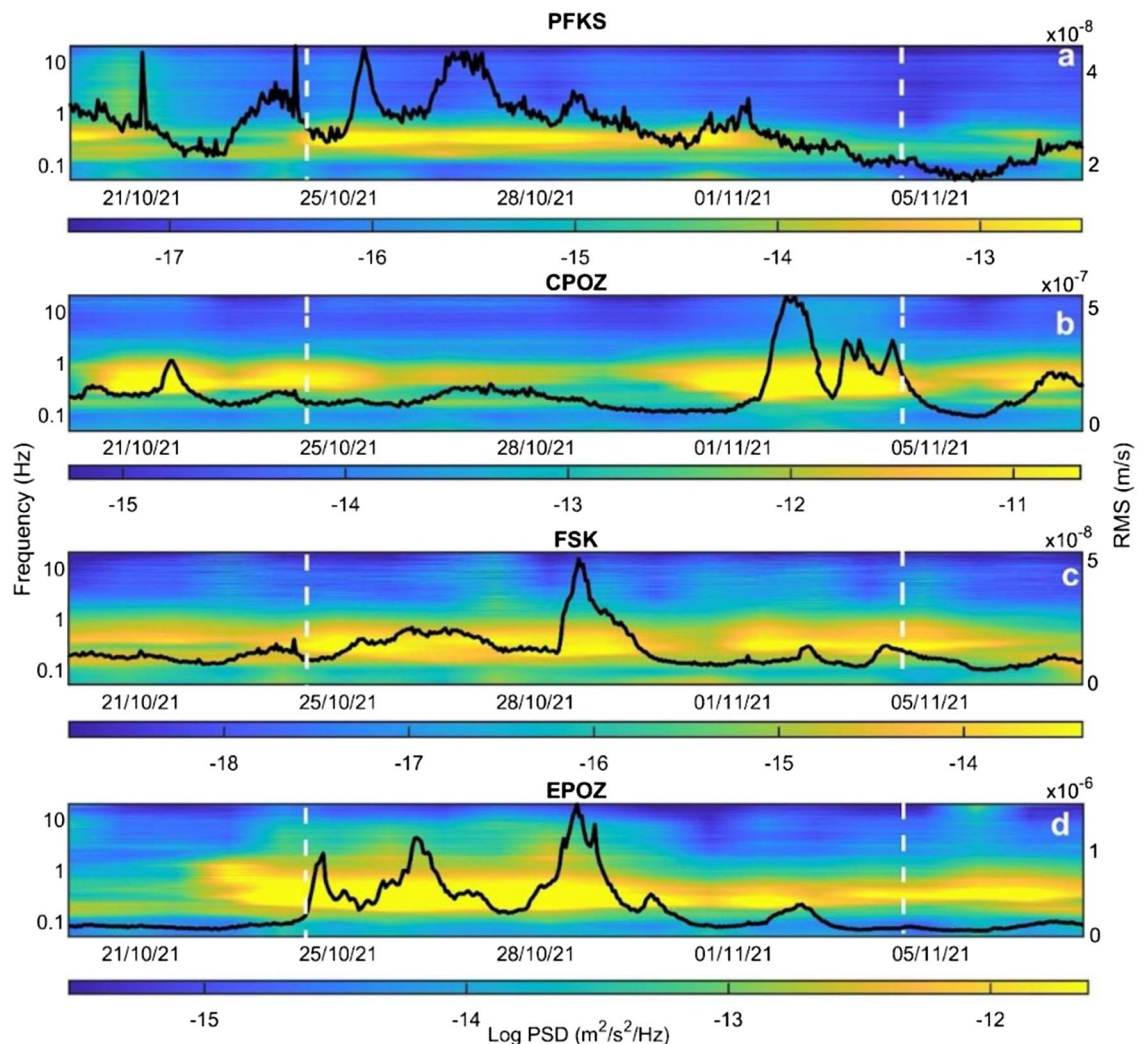 PFKS
x10-8
a
10
1
0.1
4
2
21/10/21 25/10/21 28/10/21 01/11/21 05/11/21
-17 -16 -15 -14 -13
CPOZ
x10-7
b
10
1
0.1
5
0
21/10/21 25/10/21 28/10/21 01/11/21 05/11/21
-15 -14 -13 -12 -11
Frequency (Hz)
RMS (m/s)
FSK
x10-8
c
10
1
0.1
5
0
21/10/21 25/10/21 28/10/21 01/11/21 05/11/21
-18 -17 -16 -15 -14
EPOZ
x10-6
d
10
1
0.1
1
0
21/10/21 25/10/21 28/10/21 01/11/21 05/11/21
-15 -14 -13 -12
Log PSD (m2/s2/Hz)